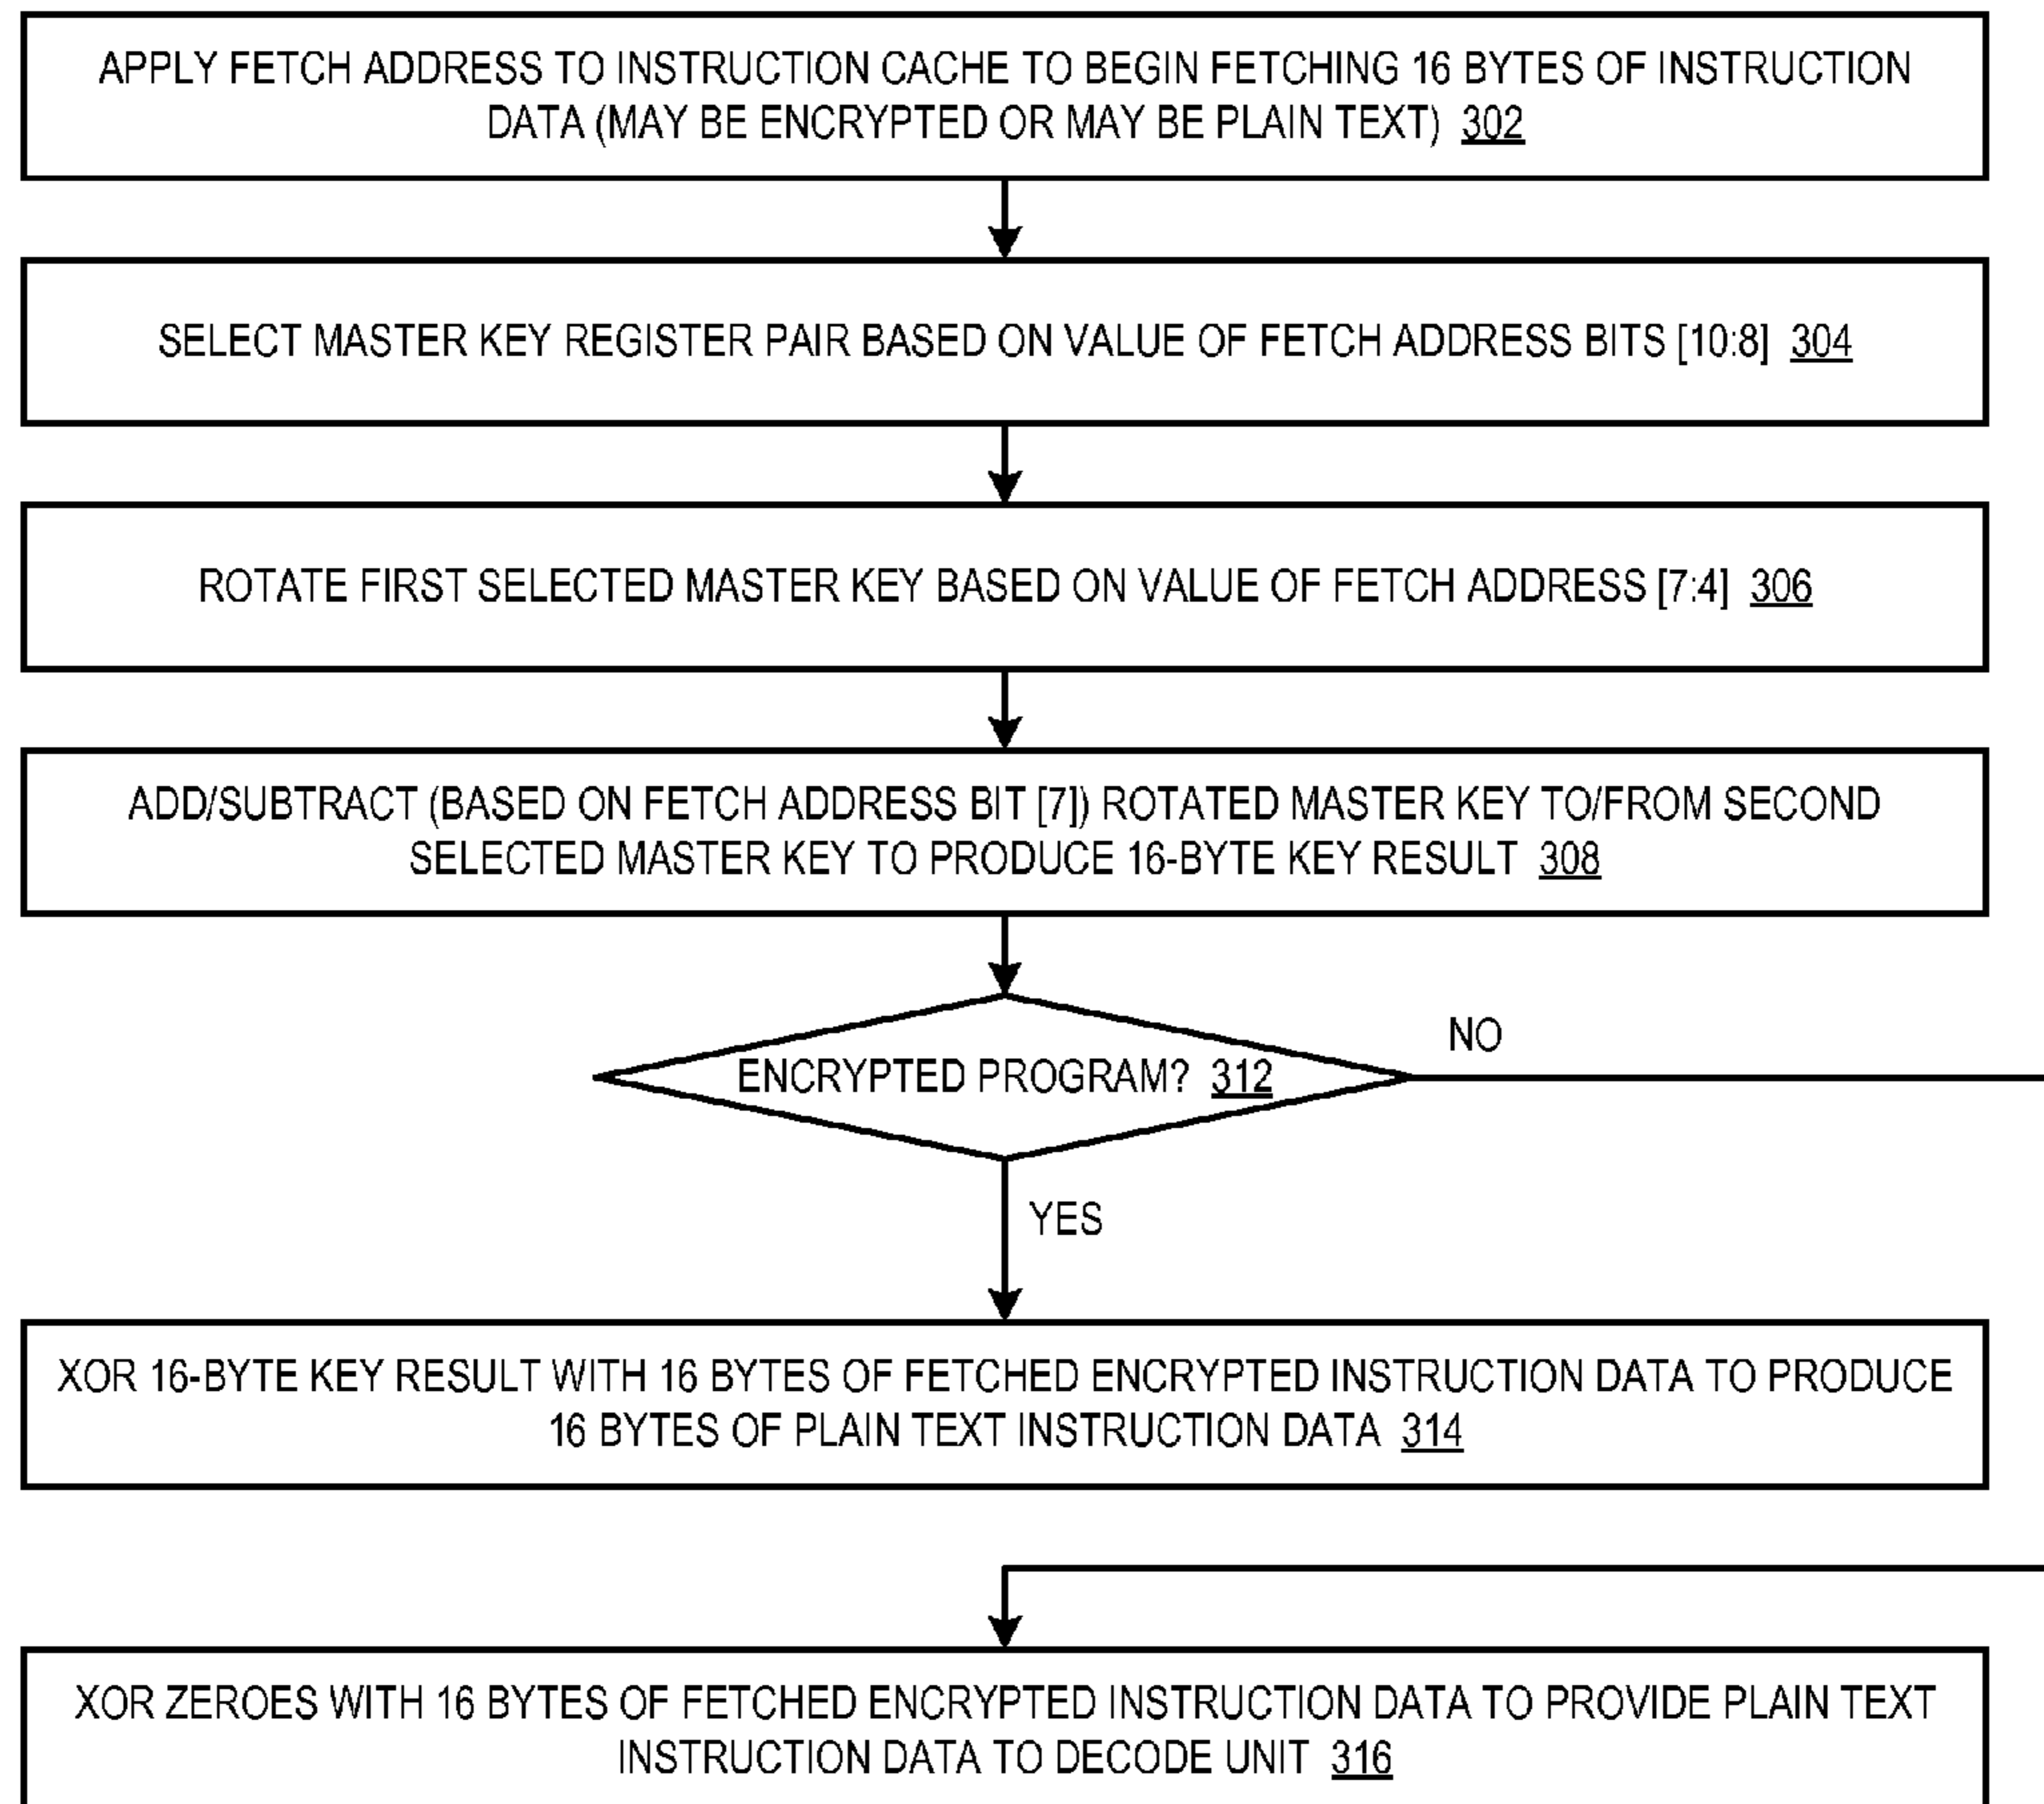 APPLY FETCH ADDRESS TO INSTRUCTION CACHE TO BEGIN FETCHING 16 BYTES OF INSTRUCTION
DATA (MAY BE ENCRYPTED OR MAY BE PLAIN TEXT) 302
SELECT MASTER KEY REGISTER PAIR BASED ON VALUE OF FETCH ADDRESS BITS [10:8] 304
ROTATE FIRST SELECTED MASTER KEY BASED ON VALUE OF FETCH ADDRESS [7:4] 306
ADD/SUBTRACT (BASED ON FETCH ADDRESS BIT [7]) ROTATED MASTER KEY TO/FROM SECOND
SELECTED MASTER KEY TO PRODUCE 16-BYTE KEY RESULT 308
NO
ENCRYPTED PROGRAM? 312
YES
XOR 16-BYTE KEY RESULT WITH 16 BYTES OF FETCHED ENCRYPTED INSTRUCTION DATA TO PRODUCE
16 BYTES OF PLAIN TEXT INSTRUCTION DATA 314
XOR ZEROES WITH 16 BYTES OF FETCHED ENCRYPTED INSTRUCTION DATA TO PROVIDE PLAIN TEXT
INSTRUCTION DATA TO DECODE UNIT 316